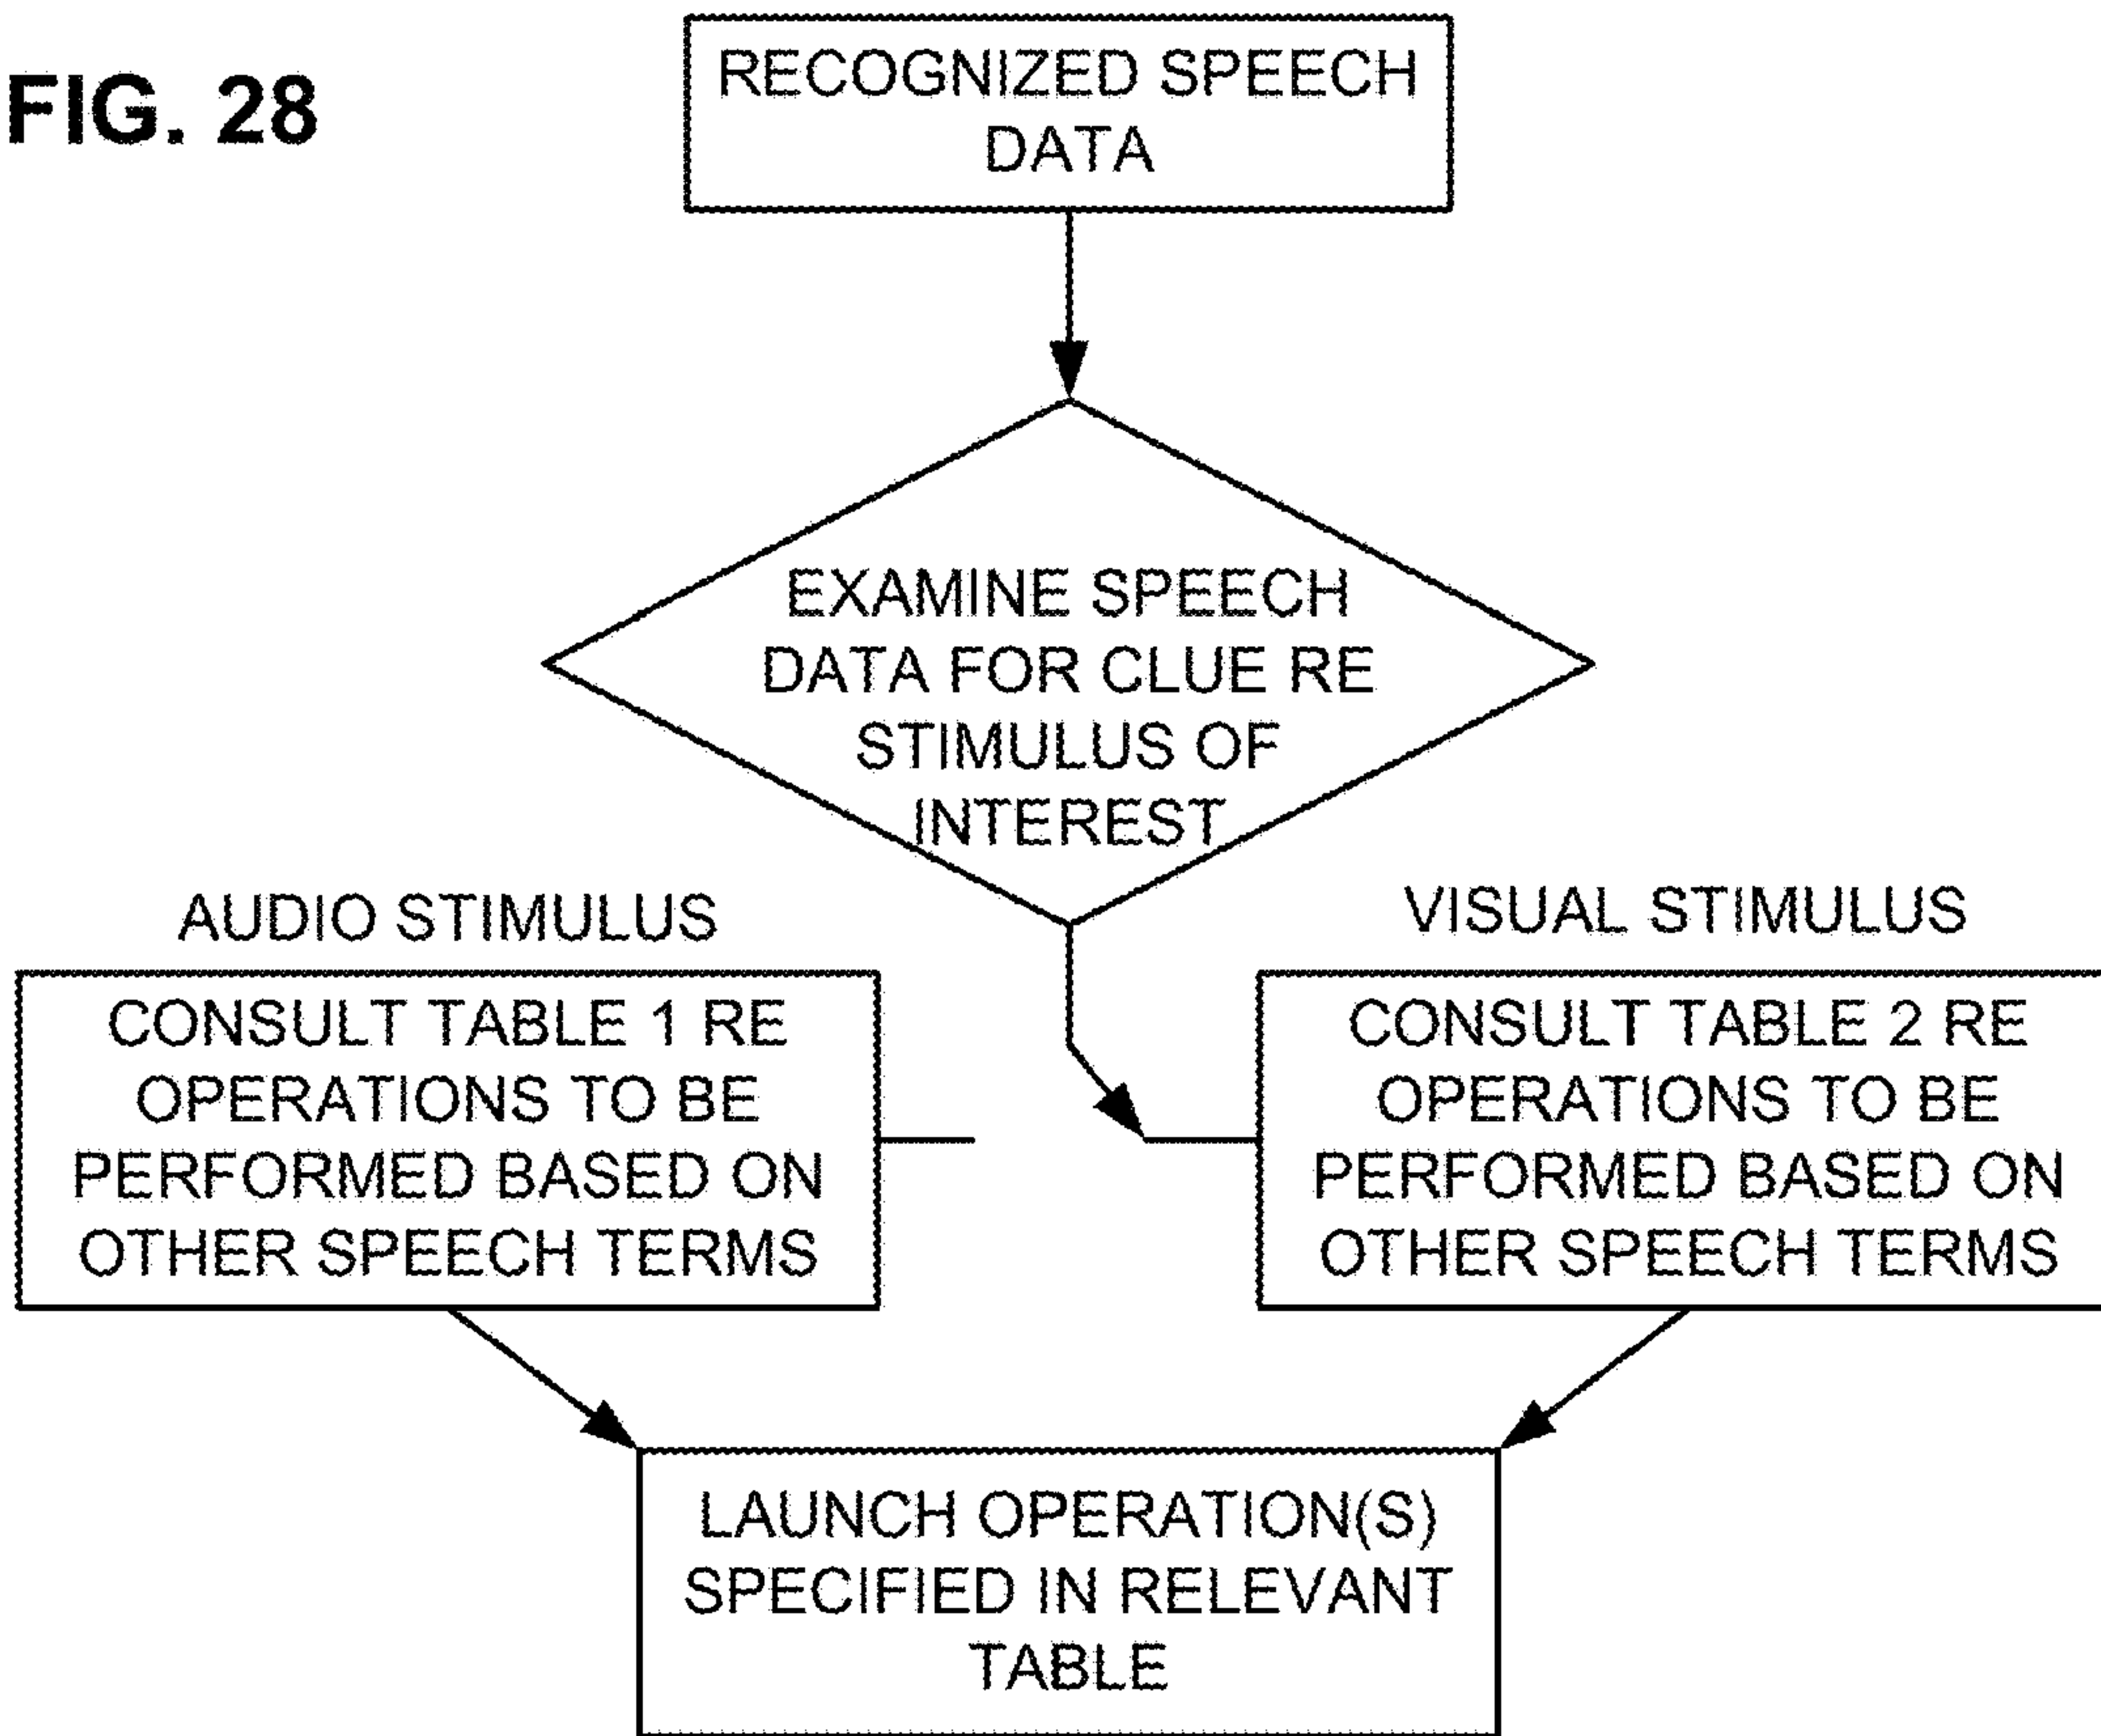 FIG. 28
RECOGNIZED SPEECH
DATA
EXAMINE SPEECH
DATA FOR CLUE RE
STIMULUS OF
INTEREST
AUDIO STIMULUS
CONSULT TABLE 1 RE
OPERATIONS TO BE
PERFORMED BASED ON
OTHER SPEECH TERMS
VISUAL STIMULUS
CONSULT TABLE 2 RE
OPERATIONS TO BE
PERFORMED BASED ON
OTHER SPEECH TERMS
LAUNCH OPERATION(S)
SPECIFIED IN RELEVANT
TABLE